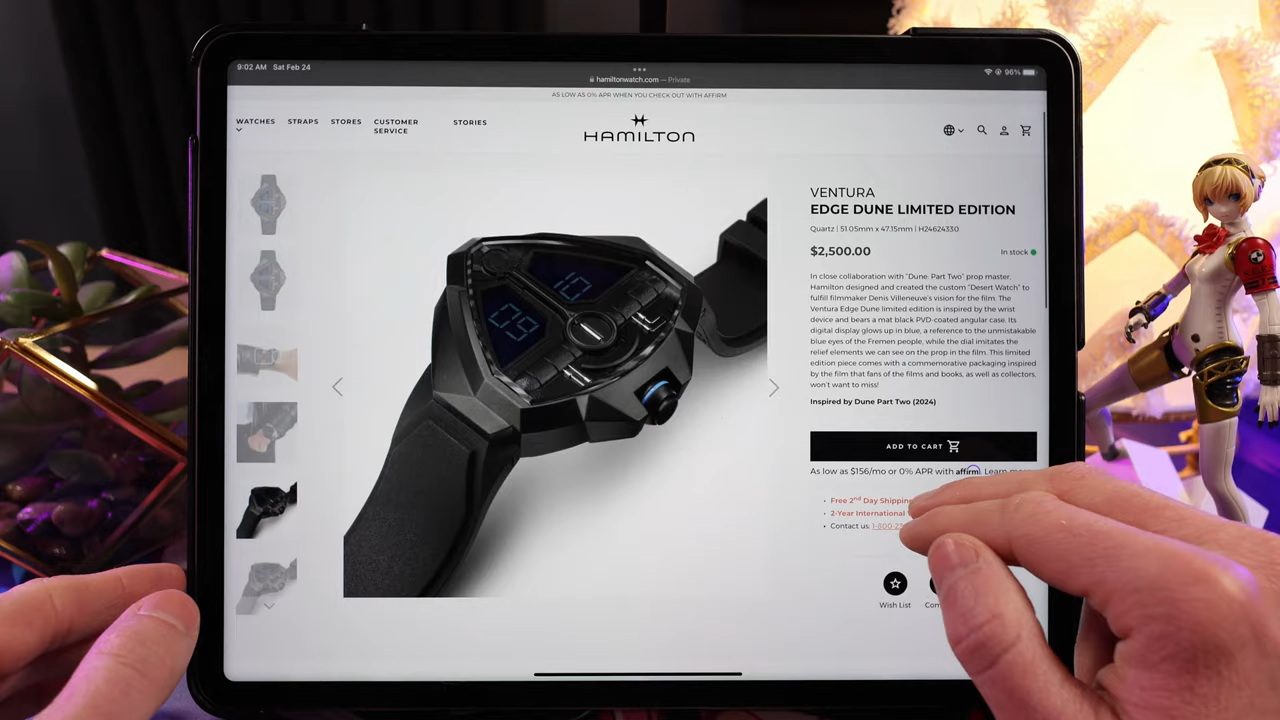 9:02 AM Sat Feb 24
hamiltonwatch.com — Private
96%
AS LOW AS 0% APR WHEN YOU CHECK OUT WITH AFFIRM
WATCHES
STRAPS
STORES
CUSTOMER
SERVICE
STORIES
HAMILTON
VENTURA
EDGE DUNE LIMITED EDITION
Quartz | 51.05mm x 47.15mm | H24624330
$2,500.00
In stock
In close collaboration with "Dune: Part Two" prop master,
Hamilton designed and created the custom "Desert Watch" to
fulfill filmmaker Denis Villeneuve's vision for the film. The
Ventura Edge Dune limited edition is inspired by the wrist
device and bears a mat black PVD-coated angular case. Its
digital display glows up in blue, a reference to the unmistakable
blue eyes of the Fremen people, while the dial imitates the
relief elements we can see on the prop in the film. This limited
edition piece comes with a commemorative packaging inspired
by the film that fans of the films and books, as well as collectors,
won't want to miss!
Inspired by Dune Part Two (2024)
ADD TO CART
As low as $156/mo or 0% APR with affirm. Learn more
• Free 2nd Day Shipping
• 2-Year International
• Contact us: 1-800-23
Wish List
Com
10
09